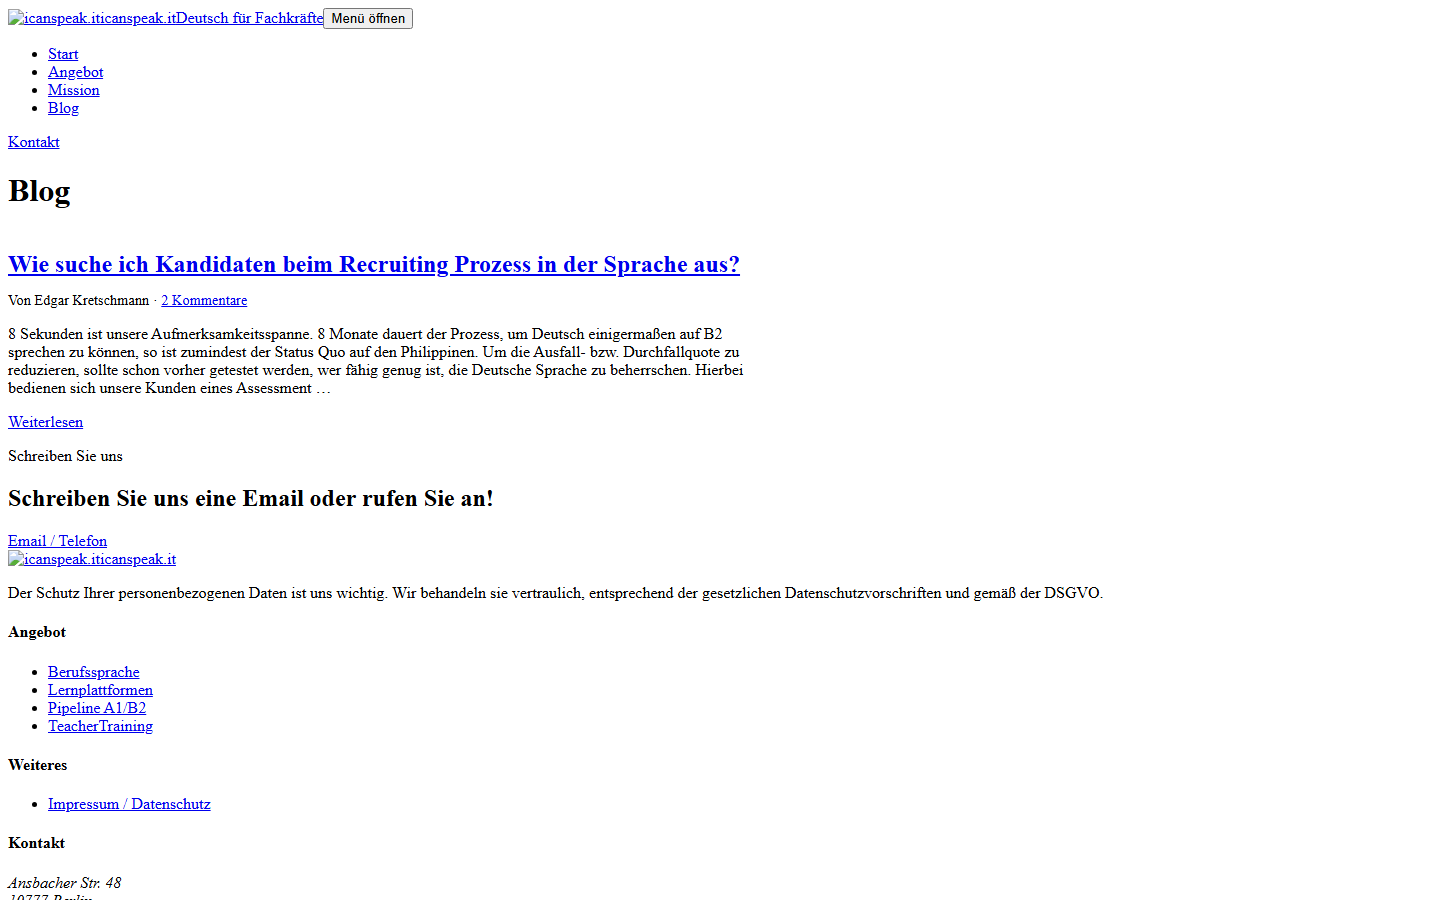 icanspeak.iticanspeak.itDeutsch für Fachkräfte Menü öffnen
Start
Angebot
Mission
Blog
Kontakt
Blog
Wie suche ich Kandidaten beim Recruiting Prozess in der Sprache aus?
Von Edgar Kretschmann · 2 Kommentare
8 Sekunden ist unsere Aufmerksamkeitsspanne. 8 Monate dauert der Prozess, um Deutsch einigermaßen auf B2
sprechen zu können, so ist zumindest der Status Quo auf den Philippinen. Um die Ausfall- bzw. Durchfallquote zu
reduzieren, sollte schon vorher getestet werden, wer fähig genug ist, die Deutsche Sprache zu beherrschen. Hierbei
bedienen sich unsere Kunden eines Assessment …
Weiterlesen
Schreiben Sie uns
Schreiben Sie uns eine Email oder rufen Sie an!
Email / Telefon
icanspeak.iticanspeak.it
Der Schutz Ihrer personenbezogenen Daten ist uns wichtig. Wir behandeln sie vertraulich, entsprechend der gesetzlichen Datenschutzvorschriften und gemäß der DSGVO.
Angebot
Berufssprache
Lernplattformen
Pipeline A1/B2
TeacherTraining
Weiteres
Impressum / Datenschutz
Kontakt
Ansbacher Str. 48
10777 Berlin